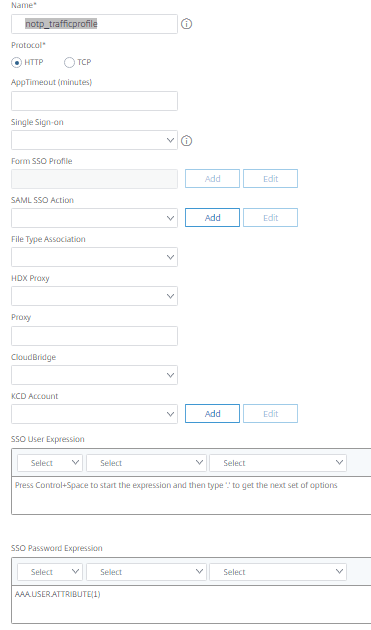 Name*
notp_trafficprofile
Protocol*
HTTP TCP
AppTimeout (minutes)
Single Sign-on
Form SSO Profile
Add Edit
SAML SSO Action
Add Edit
File Type Association
HDX Proxy
Proxy
CloudBridge
KCD Account
Add Edit
SSO User Expression
Select Select Select
Press Control+Space to start the expression and then type '.' to get the next set of options
SSO Password Expression
Select Select Select
AAA.USER.ATTRIBUTE(1)